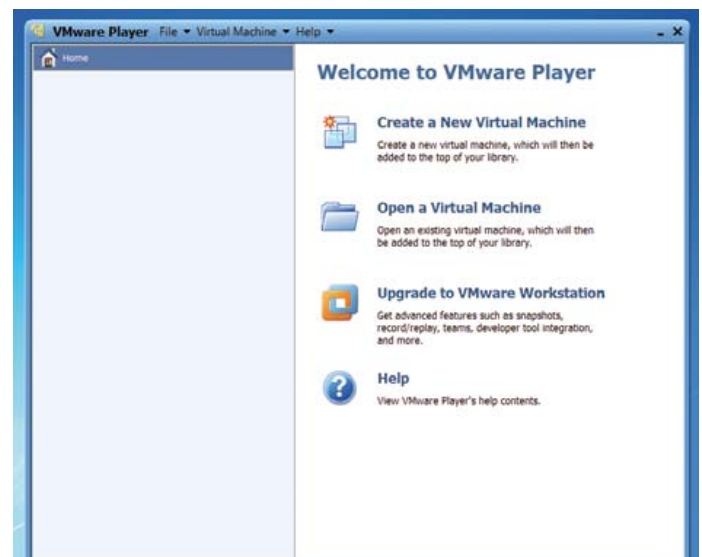 VMware Player File Virtual Machine Help
Home
Welcome to VMware Player
Create a New Virtual Machine
Create a new virtual machine, which will then be
added to the top of your library.
Open a Virtual Machine
Open an existing virtual machine, which will then
be added to the top of your library.
Upgrade to VMware Workstation
Get advanced features such as snapshots,
record/replay, teams, developer tool integration,
and more.
Help
View VMware Player's help contents.